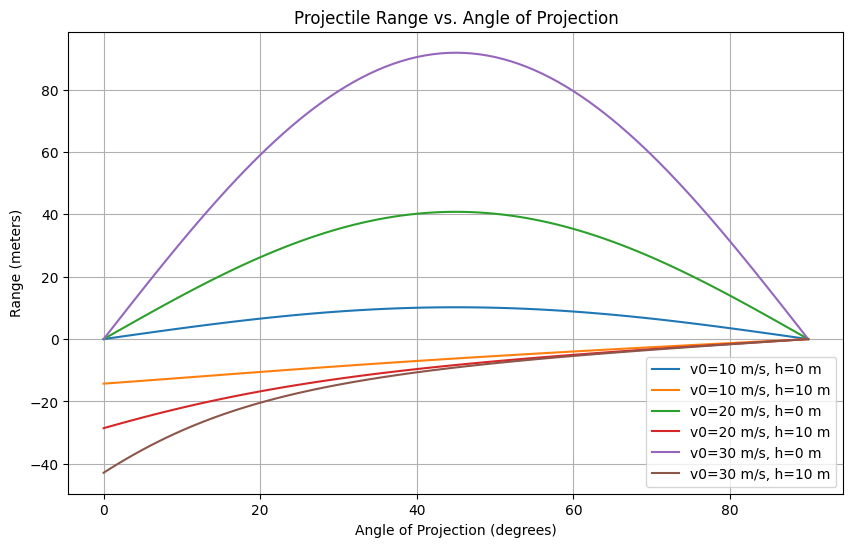 Projectile Range vs. Angle of Projection
Range (meters)
80
60
40
20
0
−20
−40
0
20
40
60
80
Angle of Projection (degrees)
v0=10 m/s, h=0 m
v0=10 m/s, h=10 m
v0=20 m/s, h=0 m
v0=20 m/s, h=10 m
v0=30 m/s, h=0 m
v0=30 m/s, h=10 m